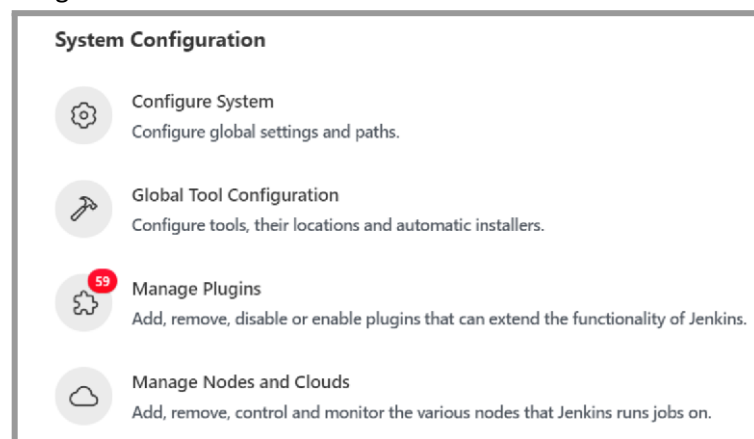 System Configuration
Configure System
Configure global settings and paths.
Global Tool Configuration
Configure tools, their locations and automatic installers.
59
Manage Plugins
Add, remove, disable or enable plugins that can extend the functionality of Jenkins.
Manage Nodes and Clouds
Add, remove, control and monitor the various nodes that Jenkins runs jobs on.